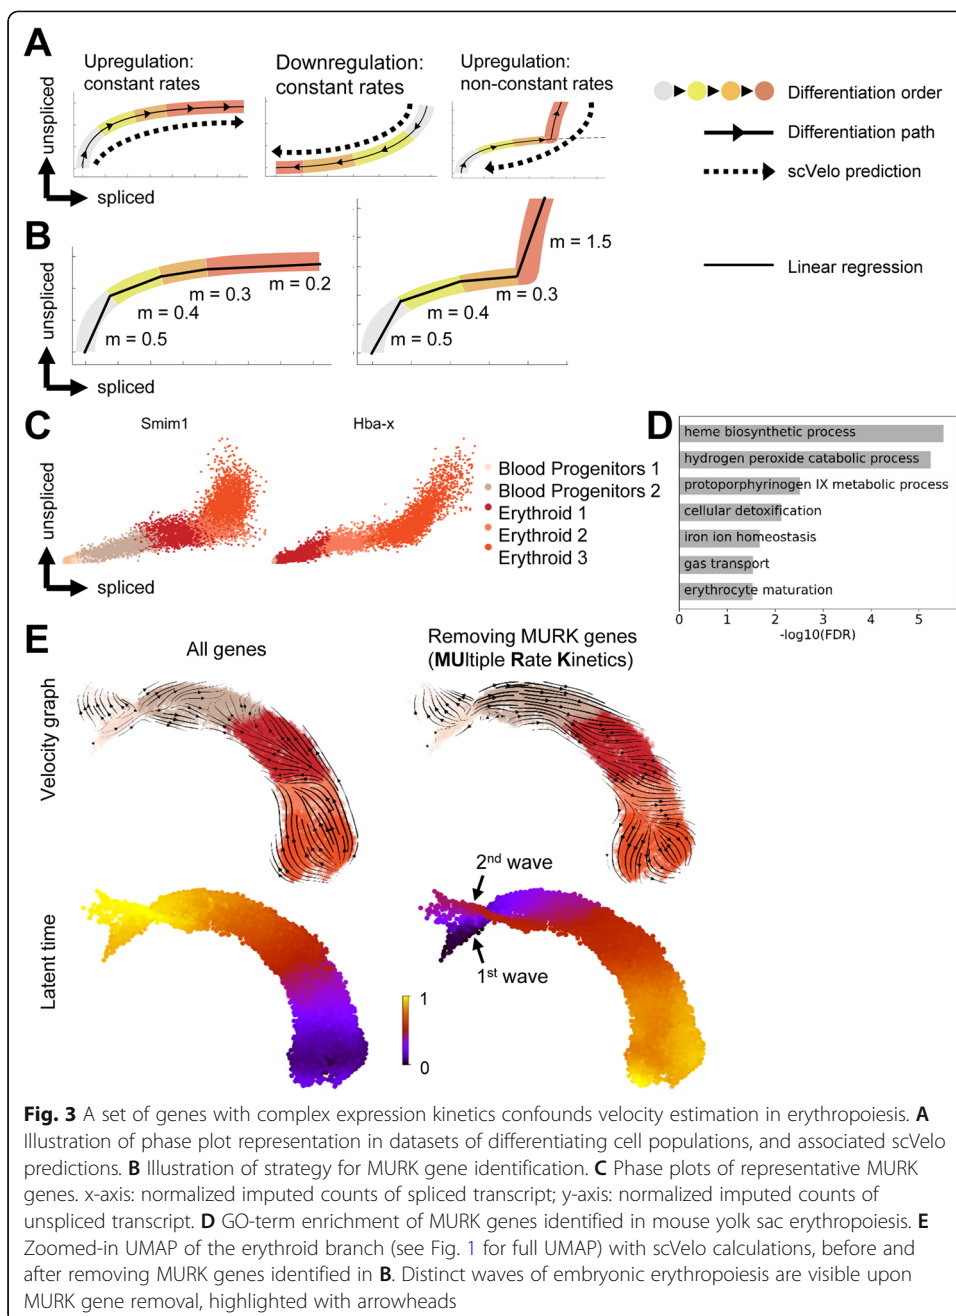 A
Upregulation:
constant rates
Downregulation:
constant rates
Upregulation:
non-constant rates
unspliced
spliced
Differentiation order
Differentiation path
scVelo prediction
B
m = 0.5
m = 0.4
m = 0.3
m = 0.2
m = 0.5
m = 0.4
m = 0.3
m = 1.5
unspliced
spliced
Linear regression
C
Smim1
Hba-x
unspliced
spliced
Blood Progenitors 1
Blood Progenitors 2
Erythroid 1
Erythroid 2
Erythroid 3
D
heme biosynthetic process
hydrogen peroxide catabolic process
protoporphyrinogen IX metabolic process
cellular detoxification
iron ion homeostasis
gas transport
erythrocyte maturation
0 1 2 3 4 5
-log10(FDR)
E
All genes
Removing MURK genes
(MUltiple Rate Kinetics)
Velocity graph
Latent time
2nd wave
1st wave
1
0
Fig. 3 A set of genes with complex expression kinetics confounds velocity estimation in erythropoiesis. A
Illustration of phase plot representation in datasets of differentiating cell populations, and associated scVelo
predictions. B Illustration of strategy for MURK gene identification. C Phase plots of representative MURK
genes. x-axis: normalized imputed counts of spliced transcript; y-axis: normalized imputed counts of
unspliced transcript. D GO-term enrichment of MURK genes identified in mouse yolk sac erythropoiesis. E
Zoomed-in UMAP of the erythroid branch (see Fig. 1 for full UMAP) with scVelo calculations, before and
after removing MURK genes identified in B. Distinct waves of embryonic erythropoiesis are visible upon
MURK gene removal, highlighted with arrowheads